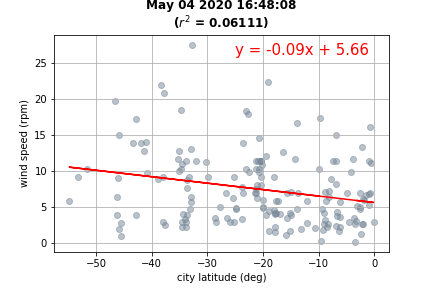 May 04 2020 16:48:08
(r² = 0.06111)
y = -0.09x + 5.66
wind speed (rpm)
25
20
15
10
5
0
−50 −40 −30 −20 −10 0
city latitude (deg)